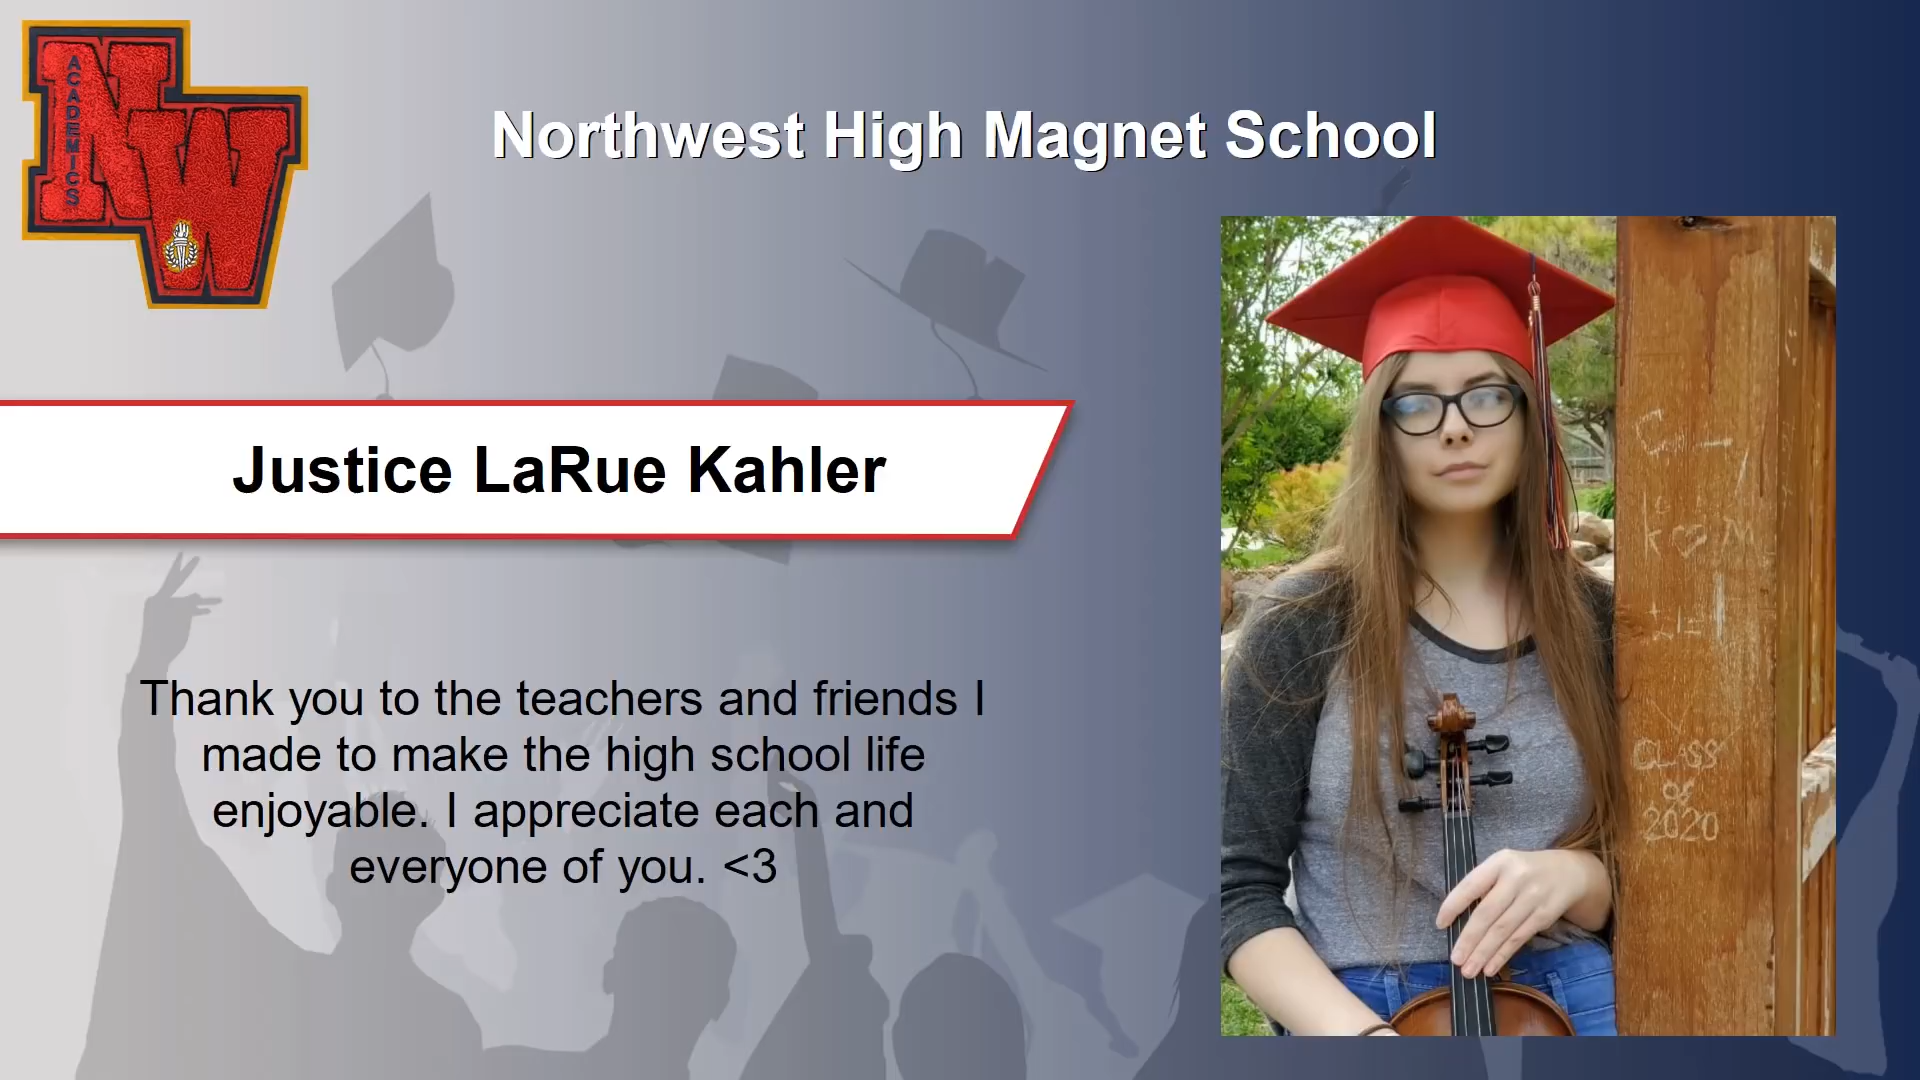 ACADEMICS
NW
Northwest High Magnet School
Justice LaRue Kahler
Thank you to the teachers and friends I
made to make the high school life
enjoyable. I appreciate each and
everyone of you. <3
CLASS
OF
2020